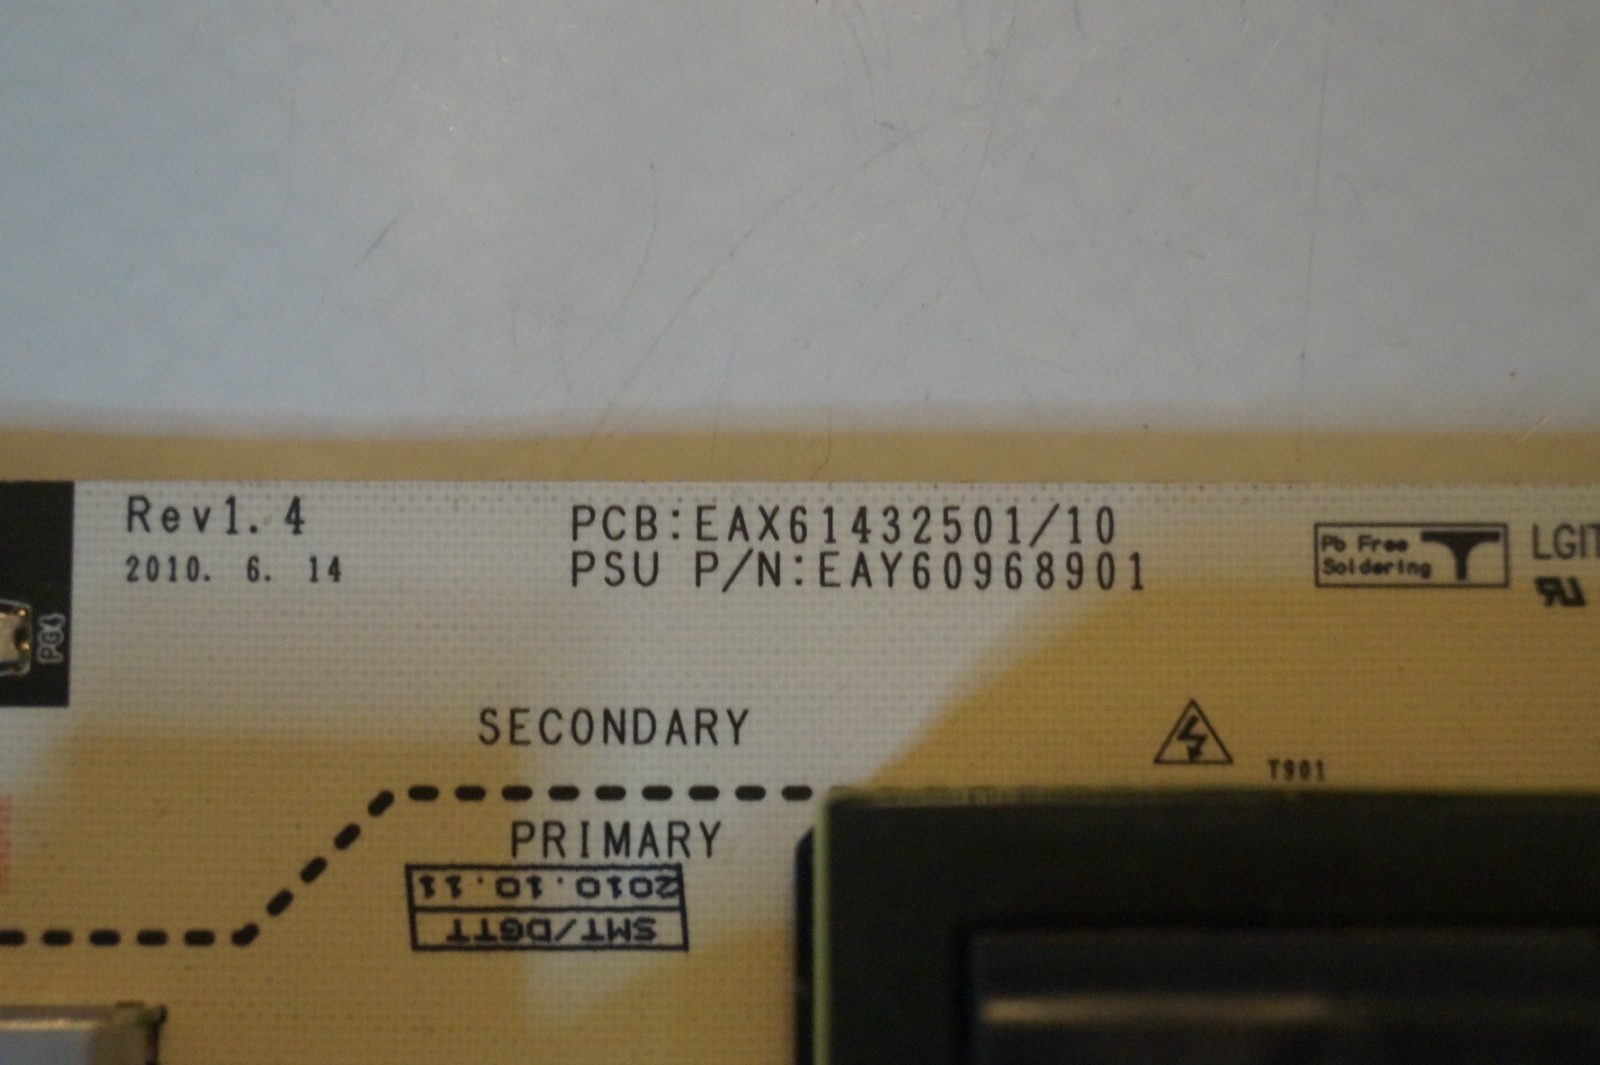 Rev1.4
2010. 6. 14
PCB:EAX61432501/10
PSU P/N:EAY60968901
Pb Free
Soldering
LGIT
PG4
SECONDARY
T901
PRIMARY
SMT/DGTT
2010.10.11